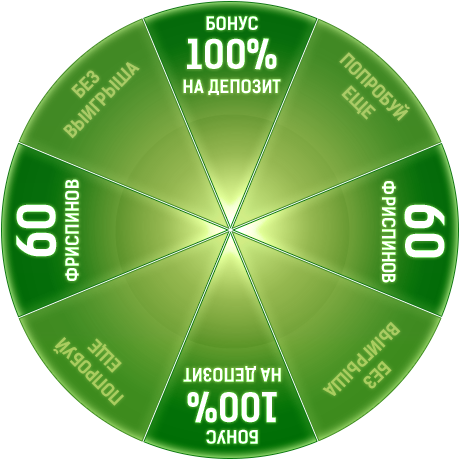 БОНУС
100%
НА ДЕПОЗИТ
ПОПРОБУЙ
ЕЩЕ
60
ФРИСПИНОВ
БЕЗ
ВЫИГРЫША
БОНУС
100%
НА ДЕПОЗИТ
ПОПРОБУЙ
ЕЩЕ
60
ФРИСПИНОВ
БЕЗ
ВЫИГРЫША